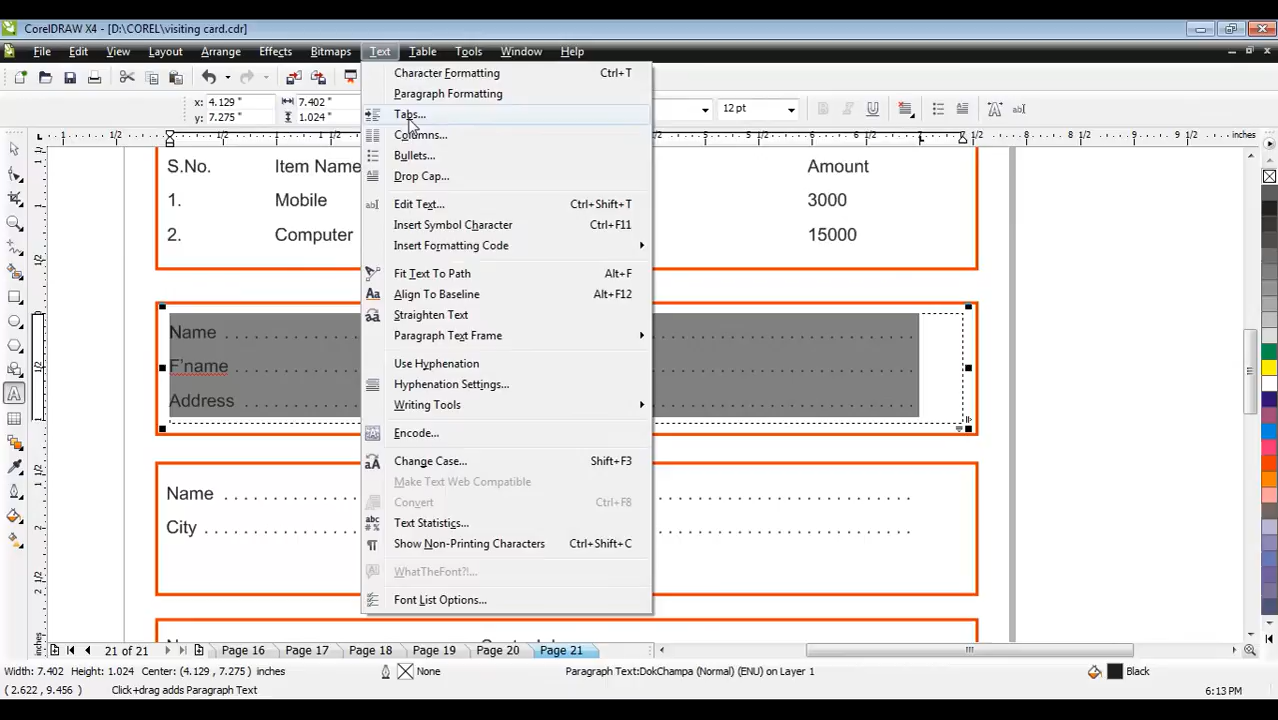 CorelDRAW X4 - [D:\COREL\visiting card.cdr]
File Edit View Layout Arrange Effects Bitmaps Text Table Tools Window Help
Character Formatting Ctrl+T
Paragraph Formatting
Tabs...
Columns...
Bullets...
Drop Cap...
Edit Text... Ctrl+Shift+T
Insert Symbol Character Ctrl+F11
Insert Formatting Code
Fit Text To Path Alt+F
Align To Baseline Alt+F12
Straighten Text
Paragraph Text Frame
Use Hyphenation
Hyphenation Settings...
Writing Tools
Encode...
Change Case... Shift+F3
Make Text Web Compatible
Convert Ctrl+F8
Text Statistics...
Show Non-Printing Characters Ctrl+Shift+C
WhatTheFont?!...
Font List Options...
x: 4.129 " 7.402 "
y: 7.275 " 1.024 "
12 pt
inches
S.No. Item Name Amount
1. Mobile 3000
2. Computer 15000
Name . . . . . . . . . . . . . . . . . . . . . . . . . . . . . .
F'name . . . . . . . . . . . . . . . . . . . . . . . . . . . . . .
Address . . . . . . . . . . . . . . . . . . . . . . . . . . . . . .
Name . . . . . . . . . . . . . . . . . . . . . . . . . . . . . .
City . . . . . . . . . . . . . . . . . . . . . . . . . . . . . .
21 of 21 Page 16 Page 17 Page 18 Page 19 Page 20 Page 21
Width: 7.402 Height: 1.024 Center: (4.129, 7.275) inches None Paragraph Text:DokChampa (Normal) (ENU) on Layer 1 Black
( 2.622 , 9.456 ) Click+drag adds Paragraph Text 6:13 PM